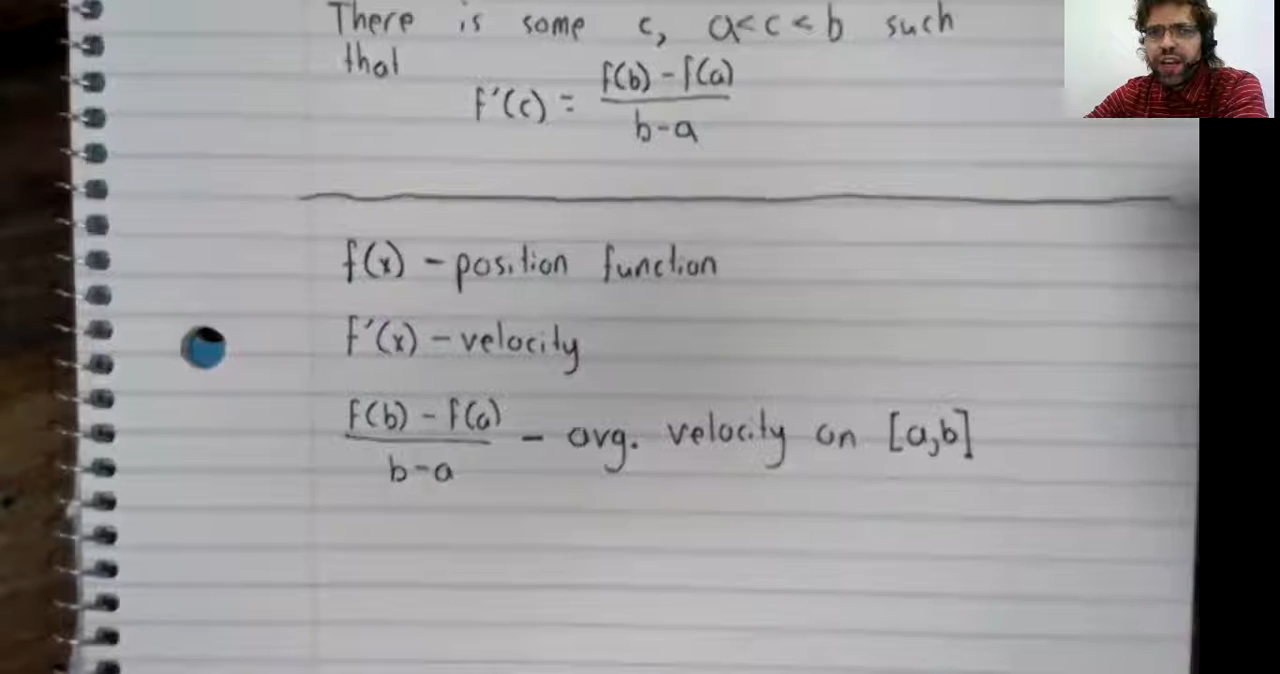 There is some c, a<c<b such
that
f'(c) = f(b) - f(a) / b-a
f(x) - position function
f'(x) - velocity
f(b) - f(a) / b-a - avg. velocity on [a,b]